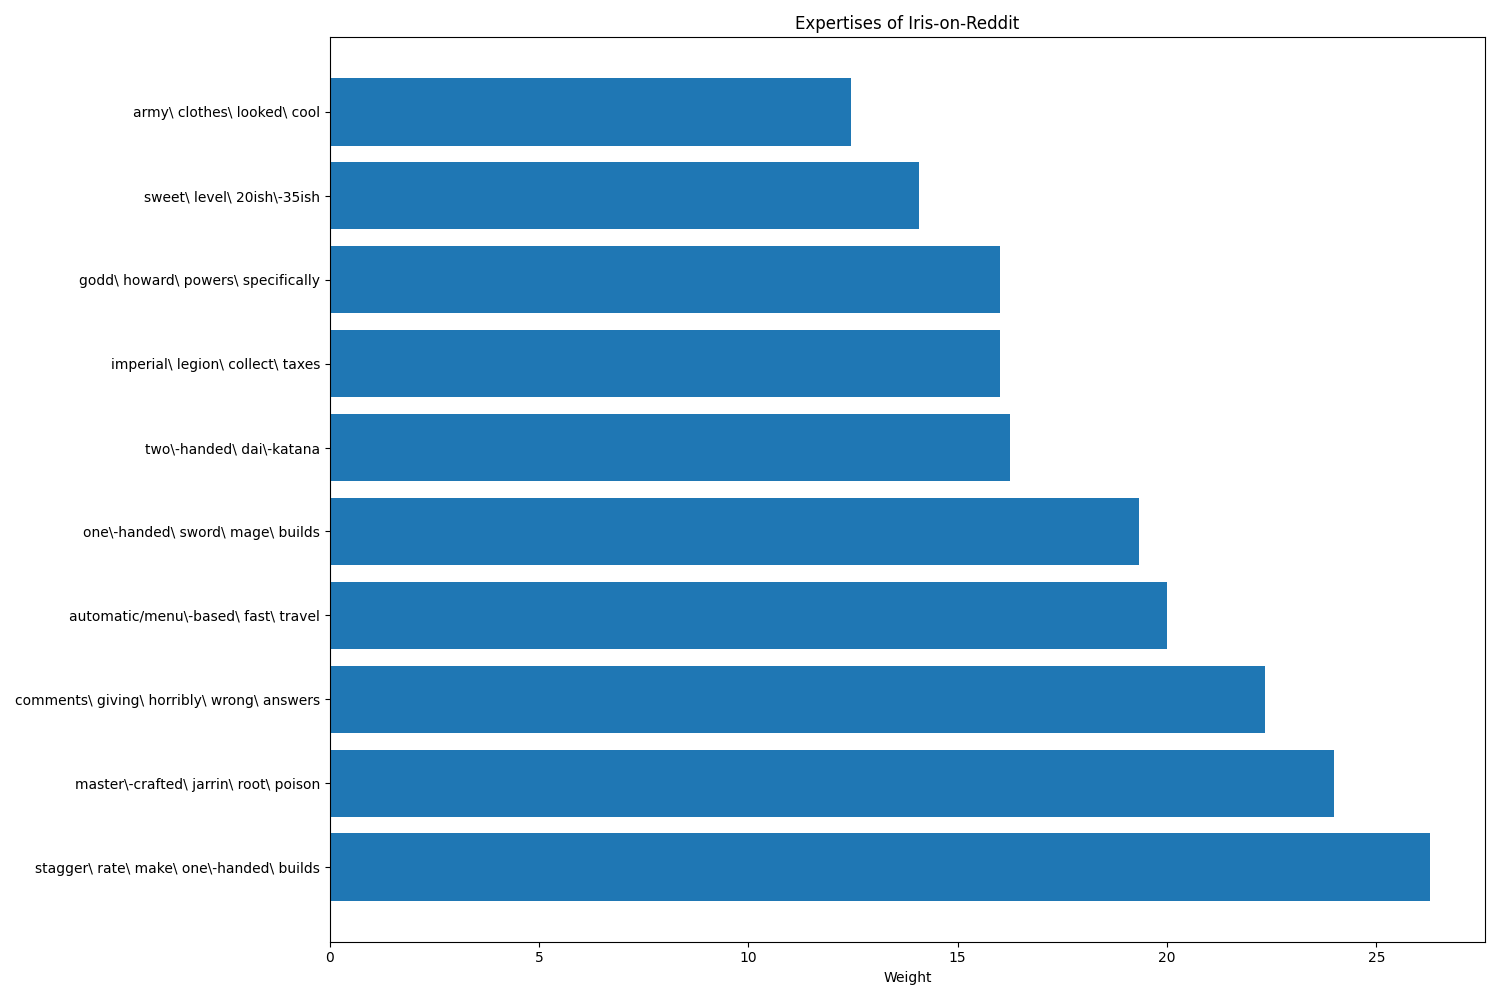 Expertises of Iris-on-Reddit
army\ clothes\ looked\ cool
sweet\ level\ 20ish\-35ish
godd\ howard\ powers\ specifically
imperial\ legion\ collect\ taxes
two\-handed\ dai\-katana
one\-handed\ sword\ mage\ builds
automatic/menu\-based\ fast\ travel
comments\ giving\ horribly\ wrong\ answers
master\-crafted\ jarrin\ root\ poison
stagger\ rate\ make\ one\-handed\ builds
0 5 10 15 20 25
Weight